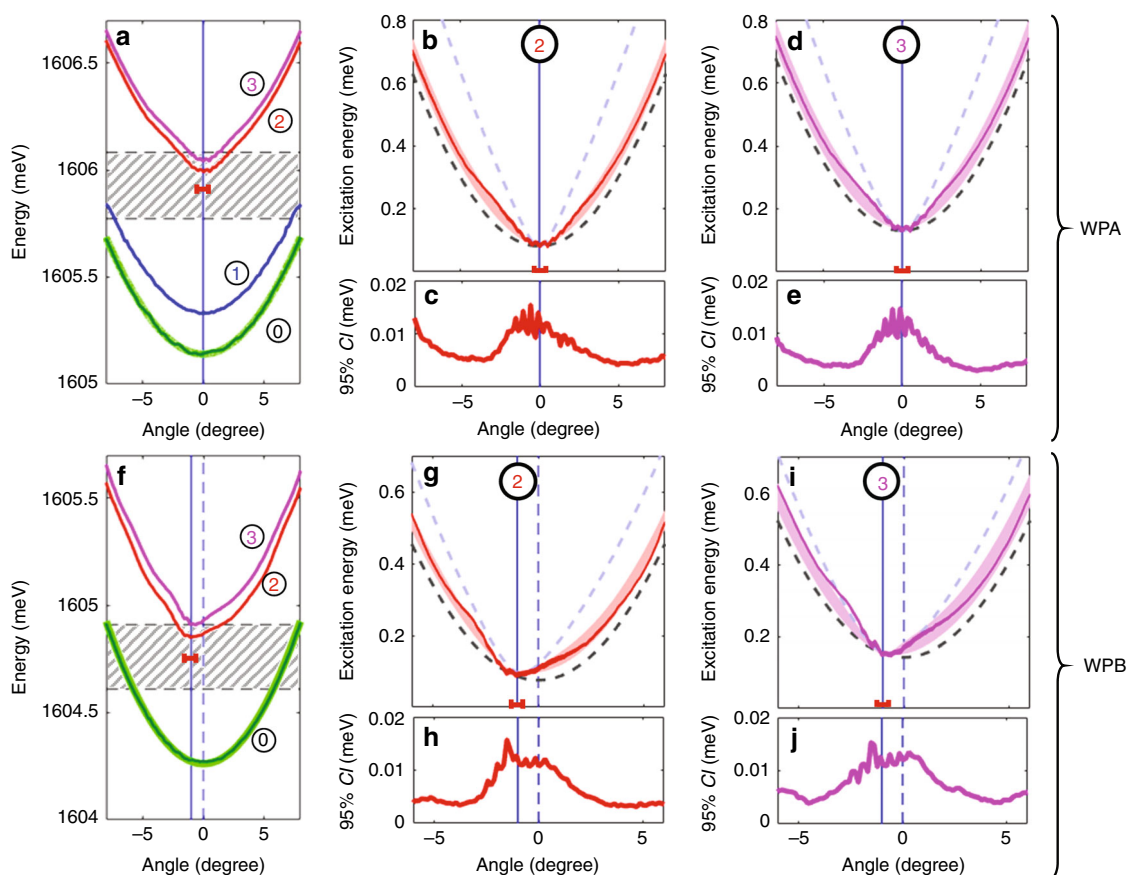 a
1606.5
1606
1605.5
1605
Energy (meV)
3
2
1
0
−5 0 5
Angle (degree)
b
2
0.8
0.6
0.4
0.2
Excitation energy (meV)
c
0.02
0.01
0
95% CI (meV)
−5 0 5
Angle (degree)
d
3
0.8
0.6
0.4
0.2
Excitation energy (meV)
e
0.02
0.01
0
95% CI (meV)
−5 0 5
Angle (degree)
WPA
f
1605.5
1605
1604.5
1604
Energy (meV)
3
2
0
−5 0 5
Angle (degree)
g
2
0.6
0.4
0.2
Excitation energy (meV)
h
0.02
0.01
0
95% CI (meV)
−5 0 5
Angle (degree)
i
3
0.6
0.4
0.2
Excitation energy (meV)
j
0.02
0.01
0
95% CI (meV)
−5 0 5
Angle (degree)
WPB